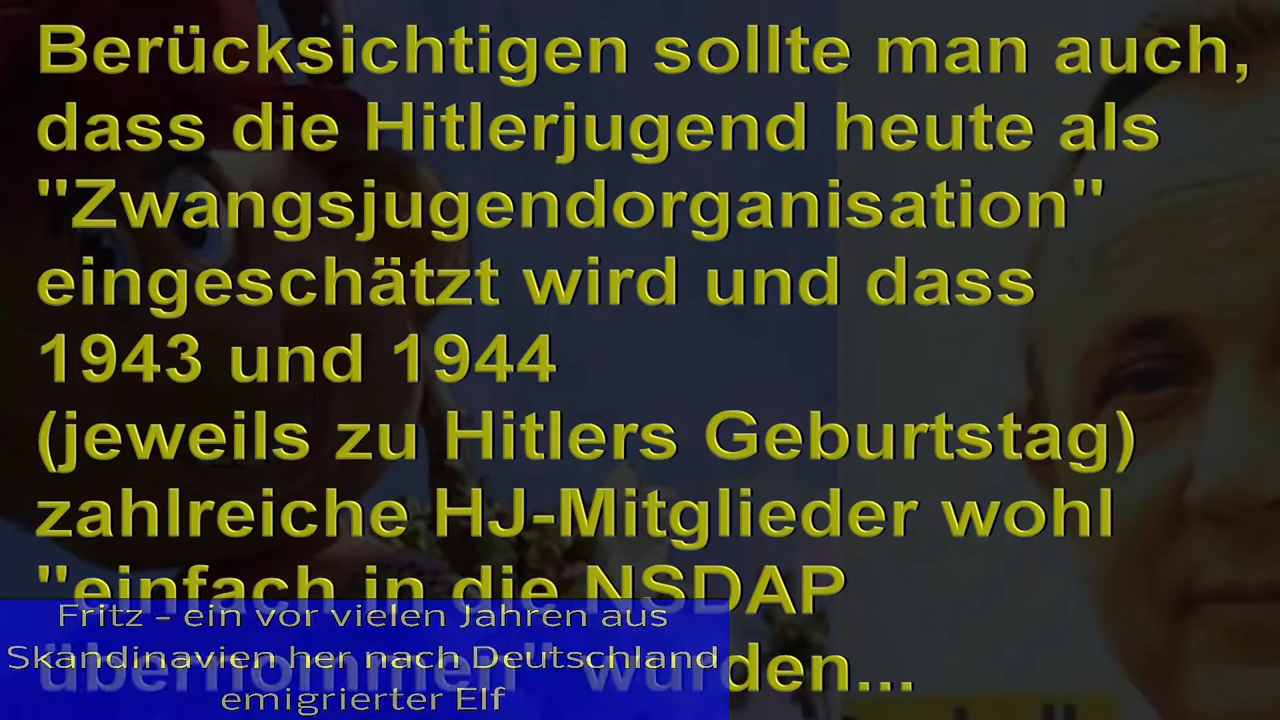 Berücksichtigen sollte man auch,
dass die Hitlerjugend heute als
"Zwangsjugendorganisation"
eingeschätzt wird und dass
1943 und 1944
(jeweils zu Hitlers Geburtstag)
zahlreiche HJ-Mitglieder wohl
"einfach in die NSDAP
übernommen" wurden...
Fritz - ein vor vielen Jahren aus
Skandinavien her nach Deutschland
emigrierter Elf